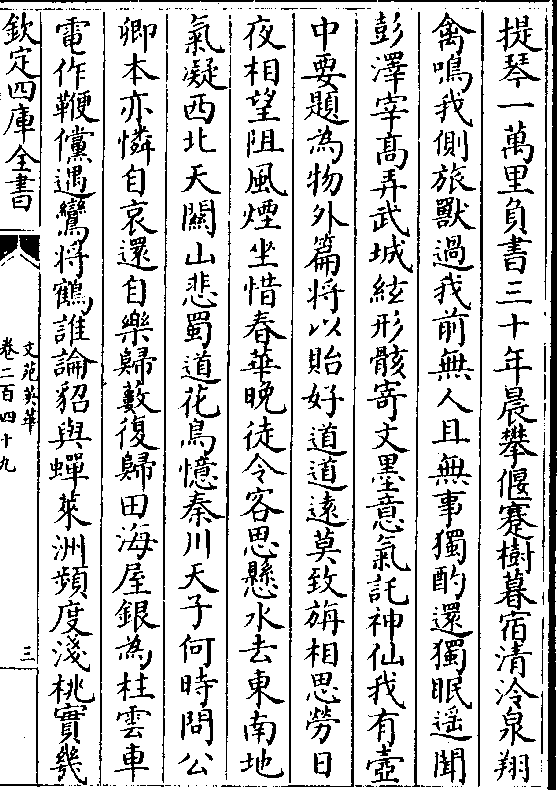 提琴一萬里負書三十年晨攀偃蹇樹暮宿清泠泉翔
禽鳴我側旅獸過我前無人且無事獨酌還獨眠遥聞
彭澤宰髙弄武城絃形骸寄文墨意氣託神仙我有壺
中要題為物外篇將以貽好道道逺莫致旃相思勞日
夜相望阻風煙坐惜春華晚徒令客思懸水去東南地
氣凝西北天關山悲蜀道花鳥憶秦川天子何時問公
卿本亦憐自哀還自樂歸藪復歸田海屋銀為柱雲車
電作鞭儻遇鸞將鶴誰論貂與蟬萊洲頻度淺桃實幾
欽定四庫全書
文苑英華
卷二百四十九
三